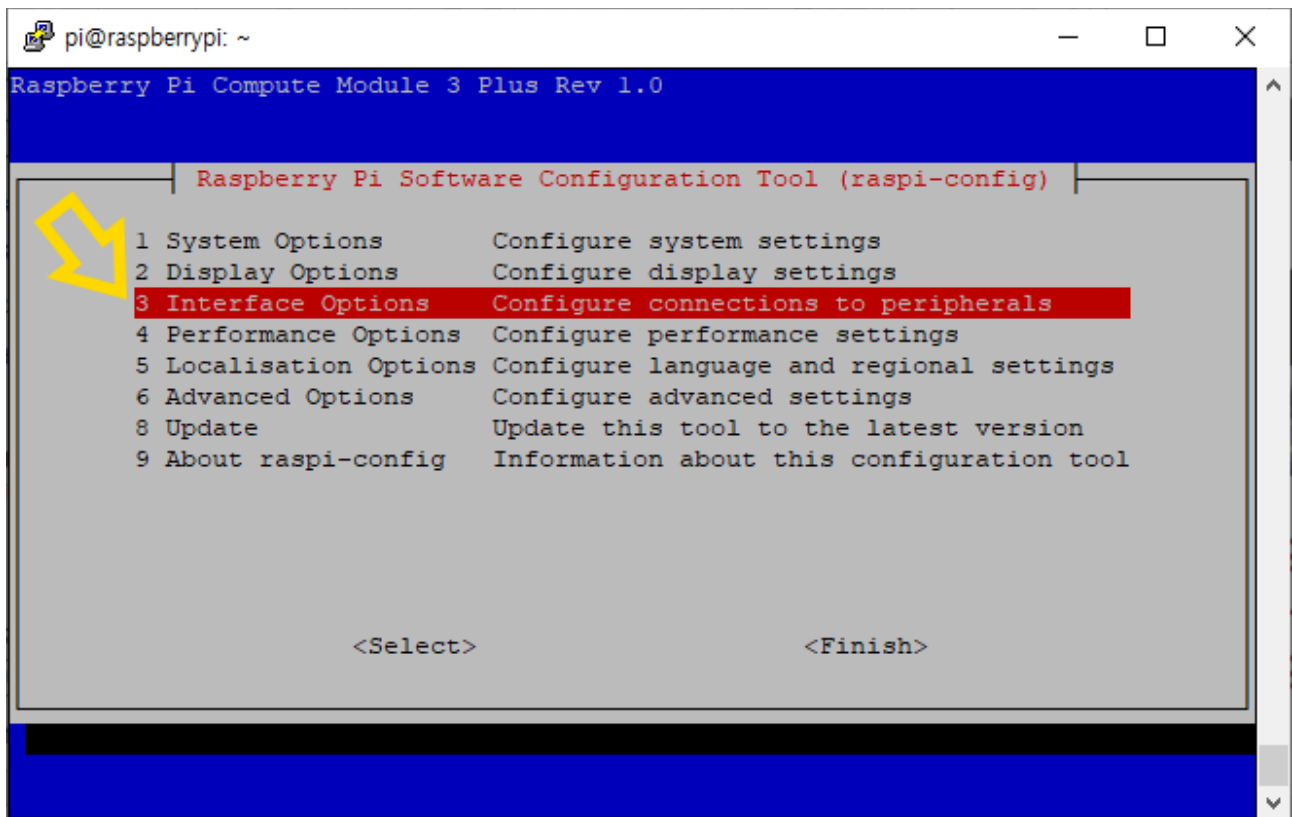 pi@raspberrypi: ~
Raspberry Pi Compute Module 3 Plus Rev 1.0
Raspberry Pi Software Configuration Tool (raspi-config)
1 System Options Configure system settings
2 Display Options Configure display settings
3 Interface Options Configure connections to peripherals
4 Performance Options Configure performance settings
5 Localisation Options Configure language and regional settings
6 Advanced Options Configure advanced settings
8 Update Update this tool to the latest version
9 About raspi-config Information about this configuration tool
<Select> <Finish>